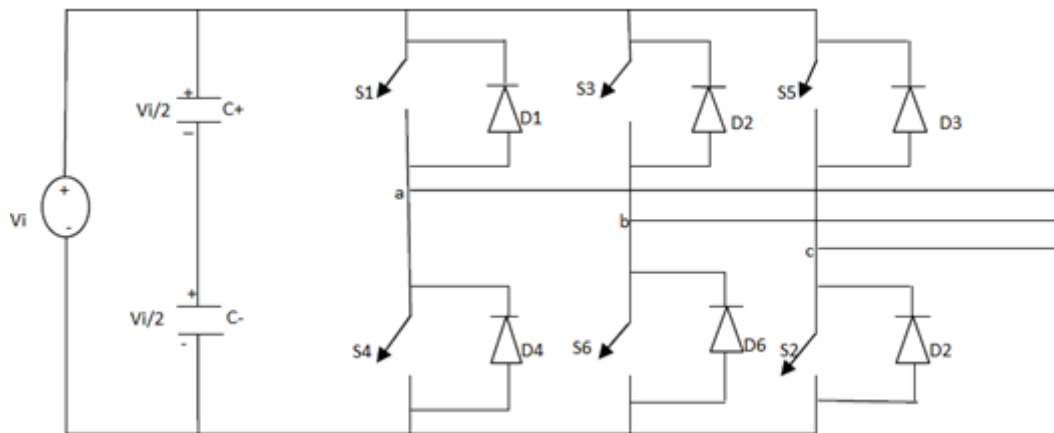 S1
S3
S5
+
Vi/2
C+
–
D1
D2
D3
+
-
Vi
a
b
c
+
Vi/2
C-
-
S4
D4
S6
D6
S2
D2